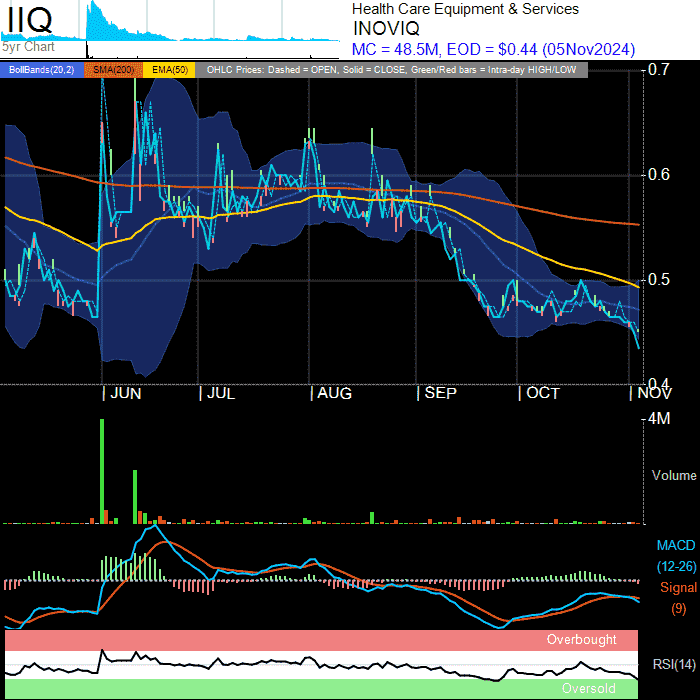 IIQ
5yr Chart
Health Care Equipment & Services
INOVIQ
MC = 48.5M, EOD = $0.44 (05Nov2024)
BollBands(20,2) SMA(200) EMA(50) OHLC Prices: Dashed = OPEN, Solid = CLOSE, Green/Red bars = Intra-day HIGH/LOW
0.7
0.6
0.5
0.4
JUN JUL AUG SEP OCT NOV
4M
Volume
MACD
(12-26)
Signal
(9)
Overbought
RSI(14)
Oversold